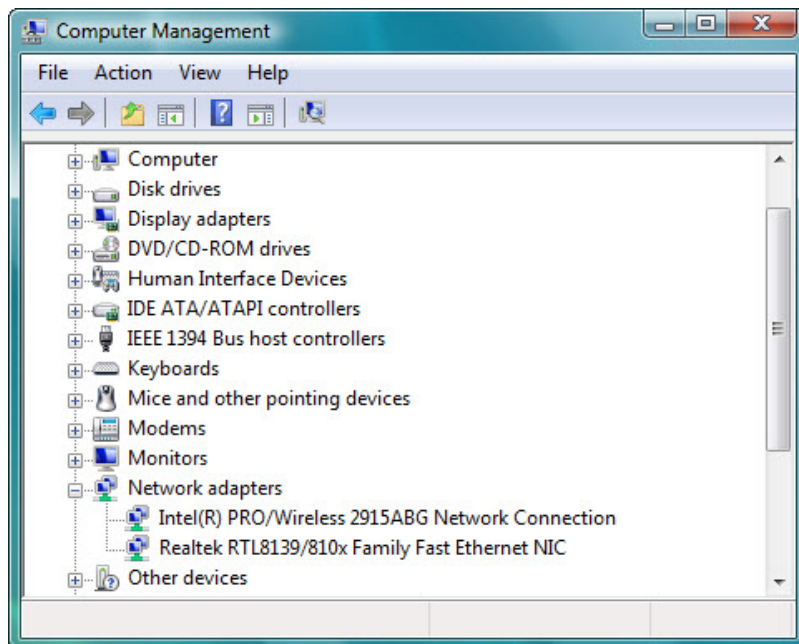 Computer Management
File Action View Help
Computer
Disk drives
Display adapters
DVD/CD-ROM drives
Human Interface Devices
IDE ATA/ATAPI controllers
IEEE 1394 Bus host controllers
Keyboards
Mice and other pointing devices
Modems
Monitors
Network adapters
Intel(R) PRO/Wireless 2915ABG Network Connection
Realtek RTL8139/810x Family Fast Ethernet NIC
Other devices